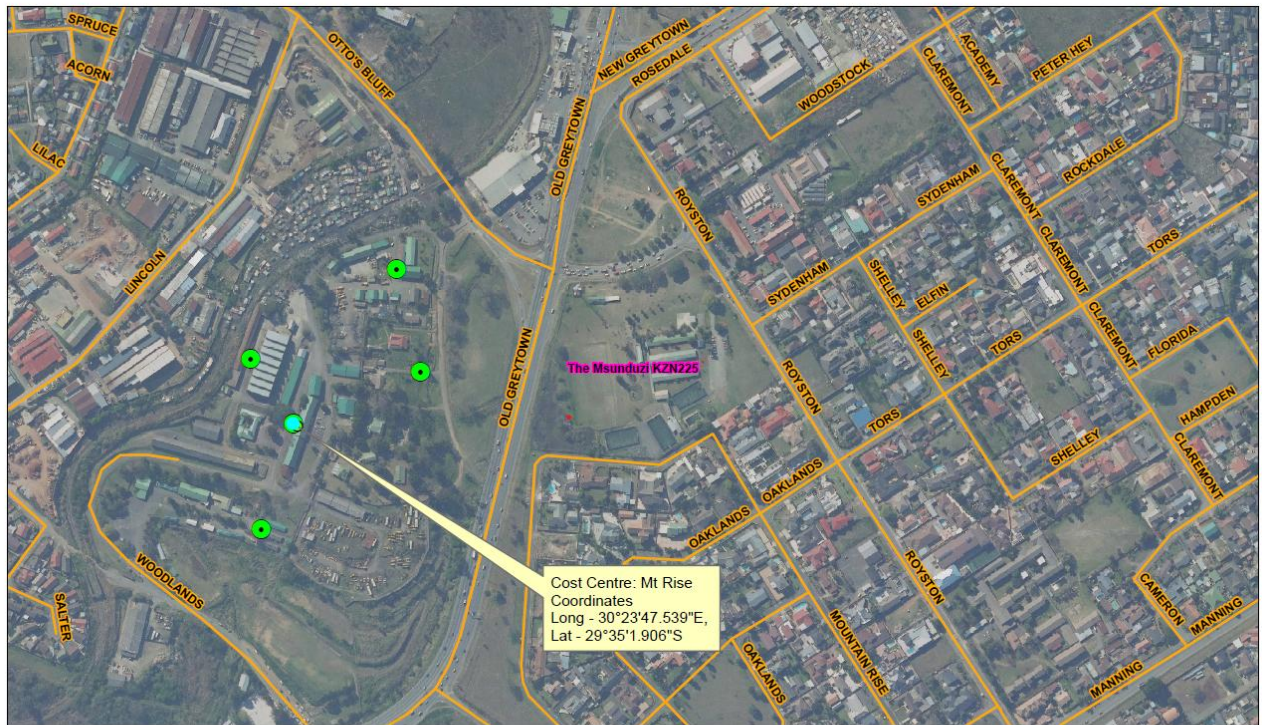 SPRUCE
ACORN
LILAC
OTTO'S BLUFF
NEW GREYTOWN
ROSEDALE
WOODSTOCK
CLAREMONT
ACADEMY
PETER HEY
OLD GREYTOWN
LINCOLN
ROYSTON
SYDENHAM
CLAREMONT
ROCKDALE
SYDENHAM
SHELLEY
ELFIN
CLAREMONT
TORS
OLD GREYTOWN
The Msunduzi KZN225
ROYSTON
SHELLEY
TORS
CLAREMONT
FLORIDA
TORS
SHELLEY
HAMPDEN
CLAREMONT
OAKLANDS
OAKLANDS
WOODLANDS
SALTER
Cost Centre: Mt Rise
Coordinates
Long - 30°23'47.539"E,
Lat - 29°35'1.906"S
ROYSTON
CAMERON
MANNING
MOUNTAIN RISE
OAKLANDS
MANNING